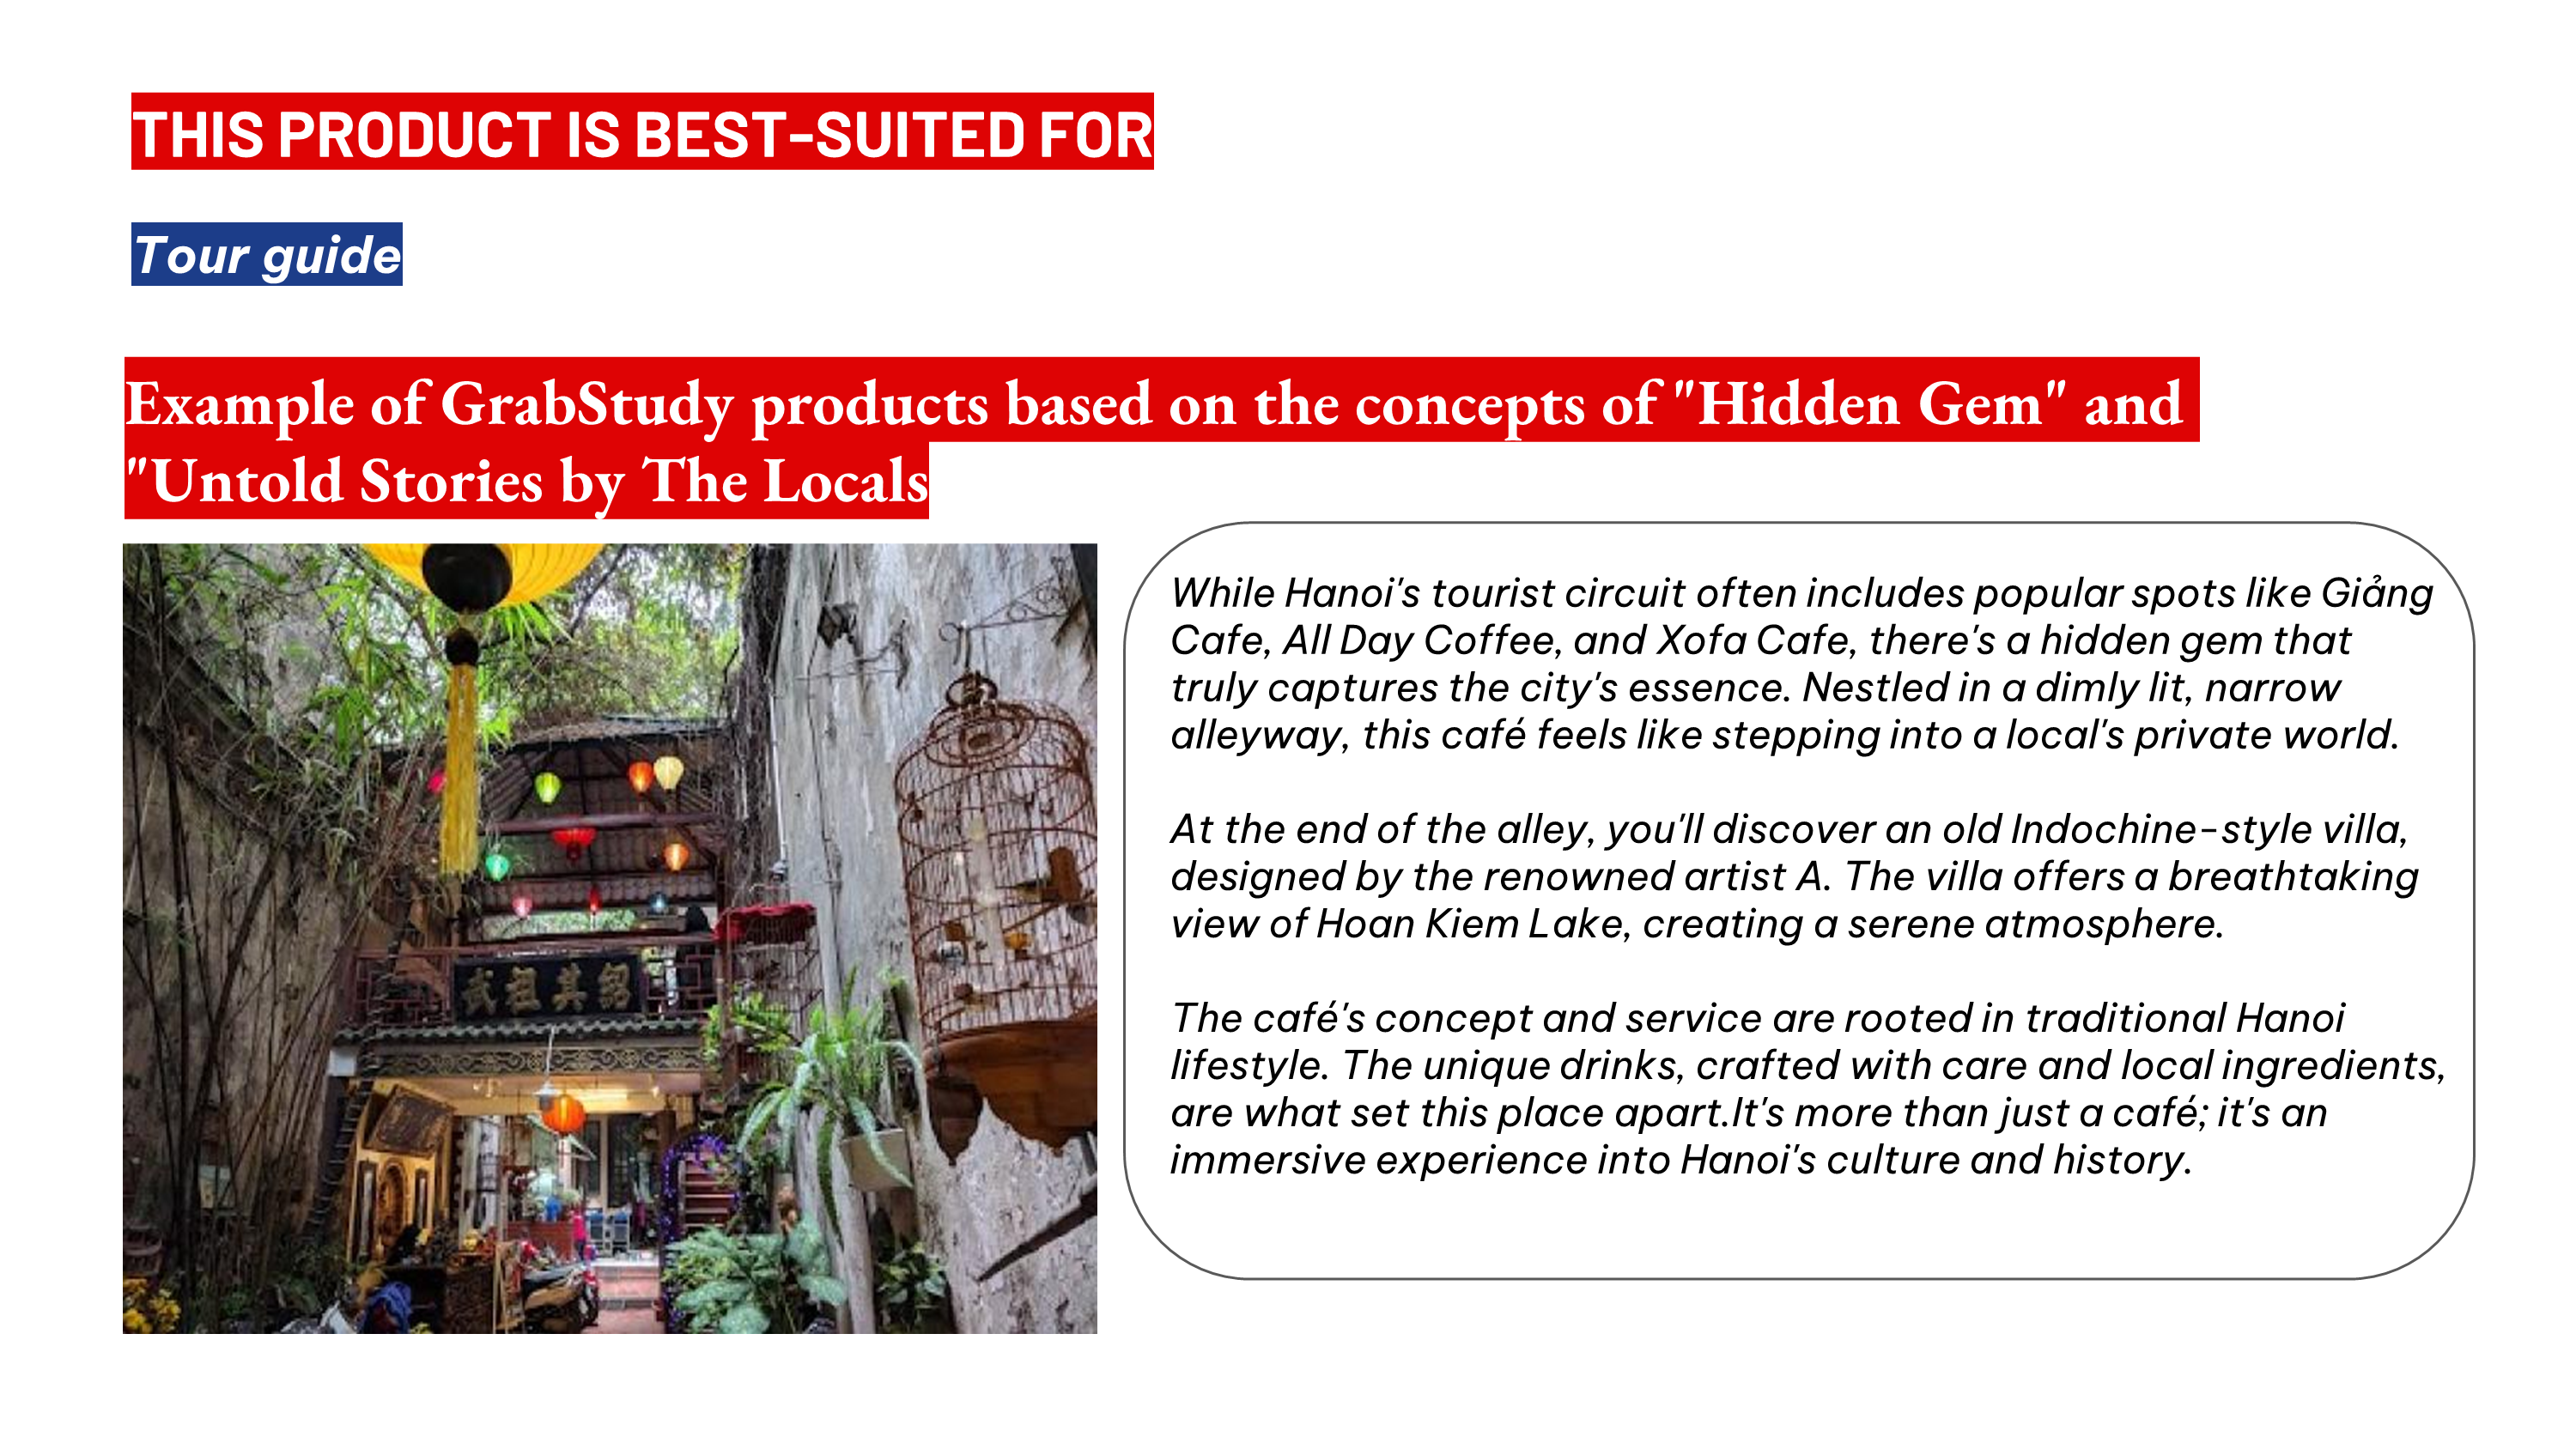 THIS PRODUCT IS BEST-SUITED FOR
Tour guide
Example of GrabStudy products based on the concepts of "Hidden Gem" and
"Untold Stories by The Locals
While Hanoi's tourist circuit often includes popular spots like Giảng
Cafe, All Day Coffee, and Xofa Cafe, there's a hidden gem that
truly captures the city's essence. Nestled in a dimly lit, narrow
alleyway, this café feels like stepping into a local's private world.
At the end of the alley, you'll discover an old Indochine-style villa,
designed by the renowned artist A. The villa offers a breathtaking
view of Hoan Kiem Lake, creating a serene atmosphere.
The café's concept and service are rooted in traditional Hanoi
lifestyle. The unique drinks, crafted with care and local ingredients,
are what set this place apart.It's more than just a café; it's an
immersive experience into Hanoi's culture and history.
武祖其繩